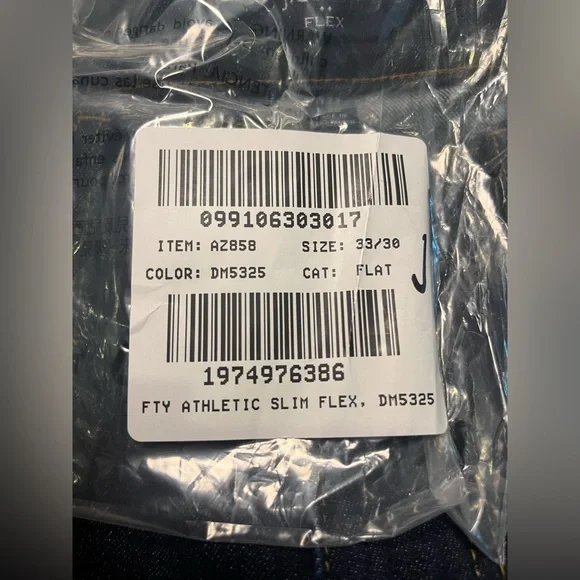 FLEX
099106303017
ITEM: AZ858 SIZE: 33/30
COLOR: DM5325 CAT: FLAT
1974976386
FTY ATHLETIC SLIM FLEX, DM5325